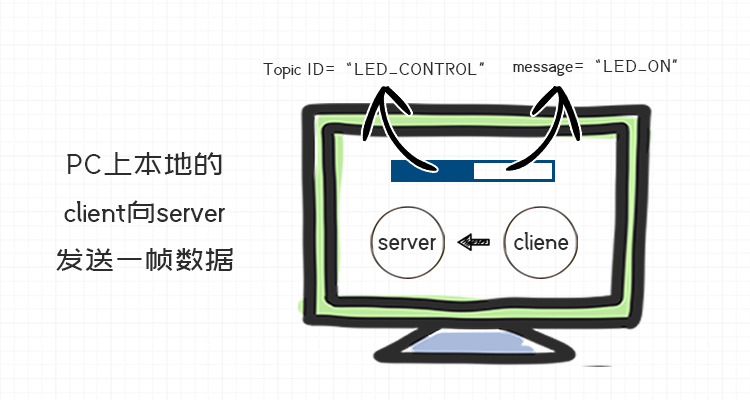 Topic ID= “LED_CONTROL”
message= “LED_ON”
PC上本地的
client向server
发送一帧数据
server
cliene